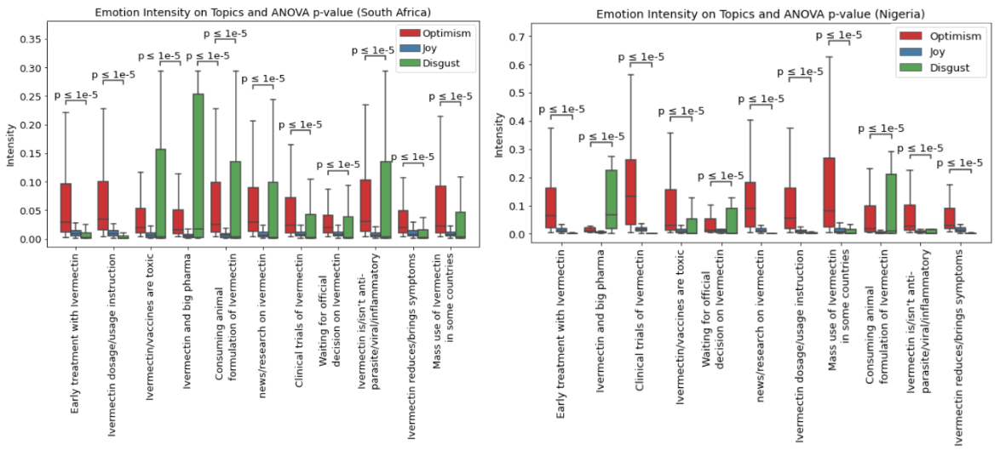 Emotion Intensity on Topics and ANOVA p-value (South Africa)
Intensity
0.35
0.30
0.25
0.20
0.15
0.10
0.05
0.00
Optimism
Joy
Disgust
p ≤ 1e-5
p ≤ 1e-5
p ≤ 1e-5
p ≤ 1e-5
p ≤ 1e-5
p ≤ 1e-5
p ≤ 1e-5
p ≤ 1e-5
p ≤ 1e-5
p ≤ 1e-5
p ≤ 1e-5
Early treatment with Ivermectin
Ivermectin dosage/usage instruction
Ivermectin/vaccines are toxic
Ivermectin and big pharma
Consuming animal
formulation of Ivermectin
news/research on ivermectin
Clinical trials of Ivermectin
Waiting for official
decision on Ivermectin
Ivermectin is/isn't anti-
parasite/viral/inflammatory
Ivermectin reduces/brings symptoms
Mass use of Ivermectin
in some countries
Emotion Intensity on Topics and ANOVA p-value (Nigeria)
Intensity
0.7
0.6
0.5
0.4
0.3
0.2
0.1
0.0
Optimism
Joy
Disgust
p ≤ 1e-5
p ≤ 1e-5
p ≤ 1e-5
p ≤ 1e-5
p ≤ 1e-5
p ≤ 1e-5
p ≤ 1e-5
p ≤ 1e-5
p ≤ 1e-5
p ≤ 1e-5
p ≤ 1e-5
Early treatment with Ivermectin
Ivermectin and big pharma
Clinical trials of Ivermectin
Ivermectin/vaccines are toxic
Waiting for official
decision on Ivermectin
news/research on ivermectin
Ivermectin dosage/usage instruction
Mass use of Ivermectin
in some countries
Consuming animal
formulation of Ivermectin
Ivermectin is/isn't anti-
parasite/viral/inflammatory
Ivermectin reduces/brings symptoms